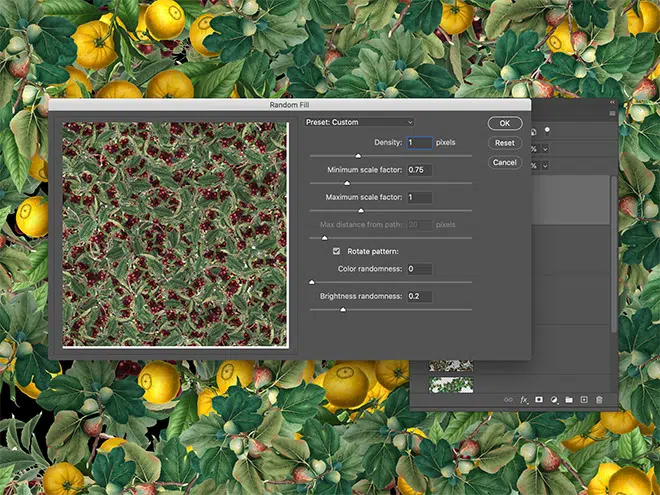 Random Fill
Preset: Custom
OK
Density: 1 pixels
Reset
Minimum scale factor: 0.75
Cancel
Maximum scale factor: 1
Max distance from path: 20 pixels
Rotate pattern:
Color randomness: 0
Brightness randomness: 0.2
%
%
fx